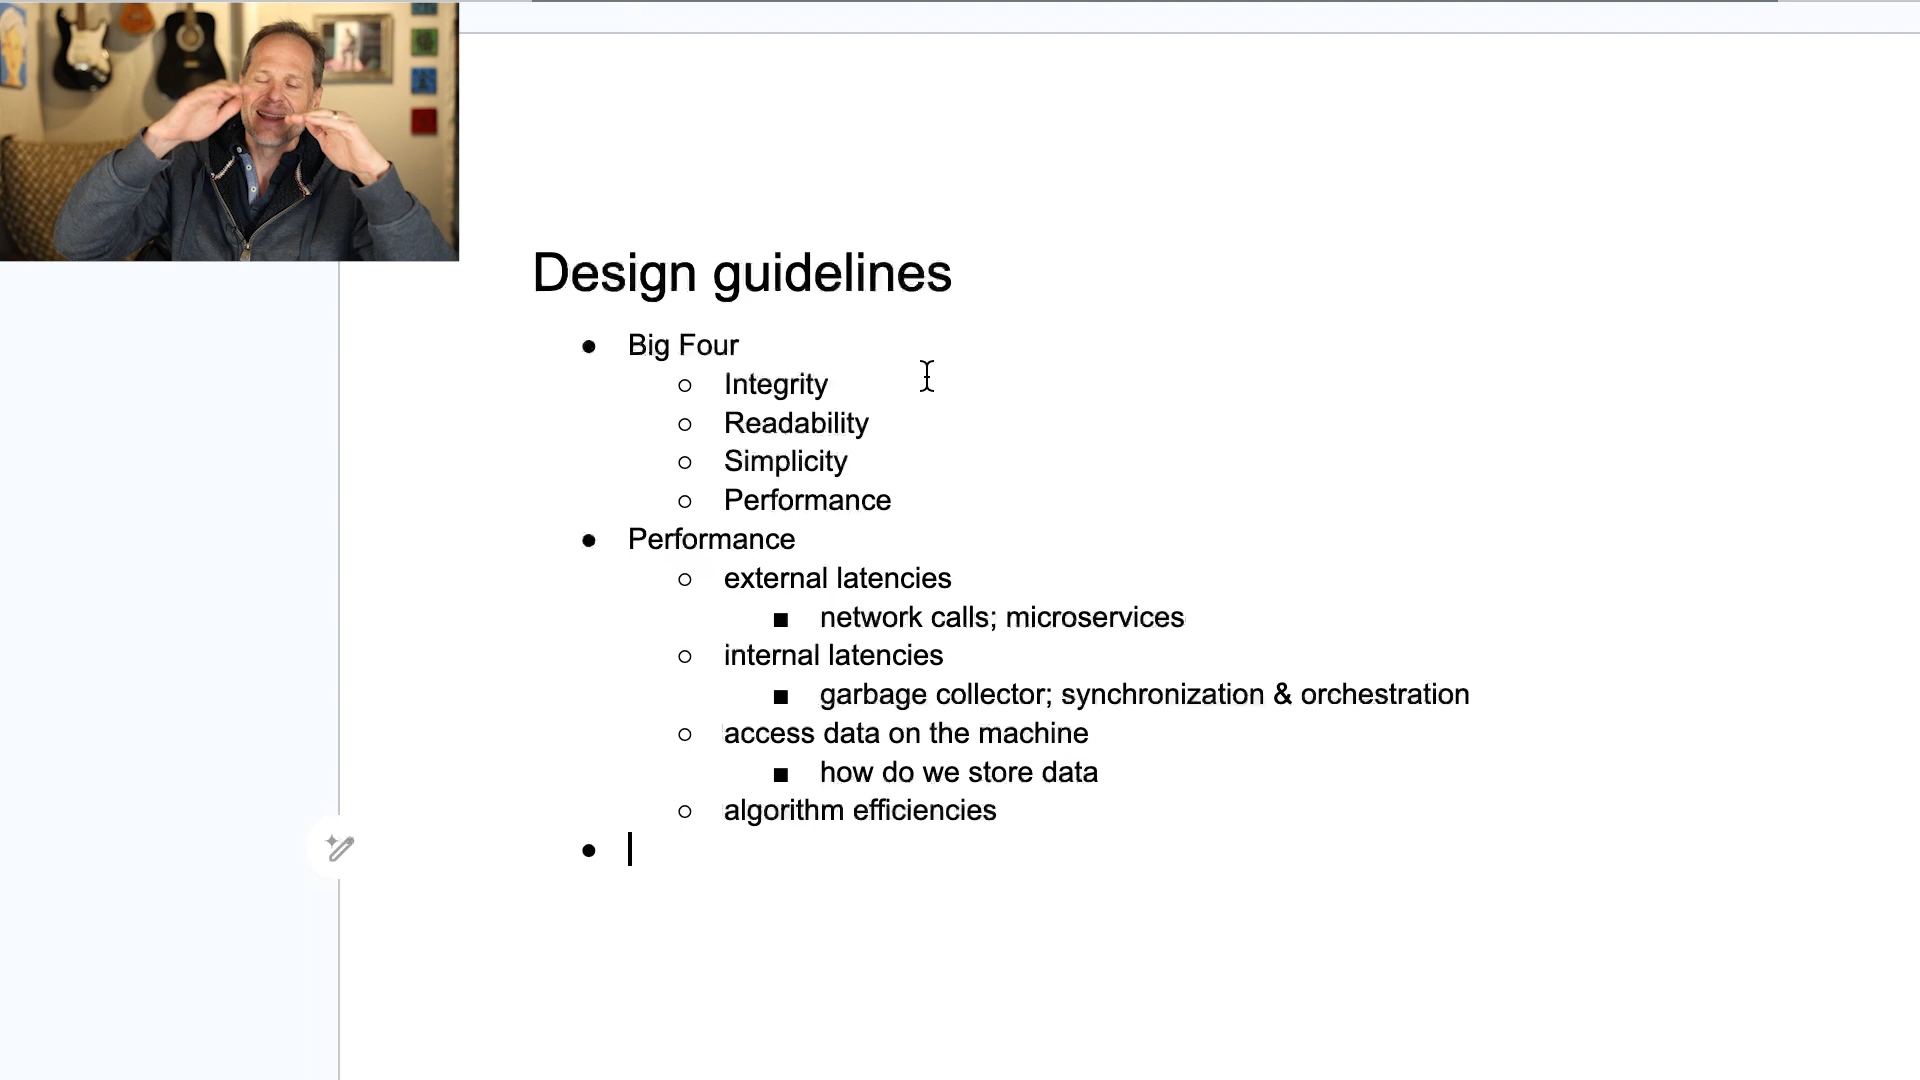 Design guidelines
● Big Four
○ Integrity
○ Readability
○ Simplicity
○ Performance
● Performance
○ external latencies
■ network calls; microservices
○ internal latencies
■ garbage collector; synchronization & orchestration
○ access data on the machine
■ how do we store data
○ algorithm efficiencies
●